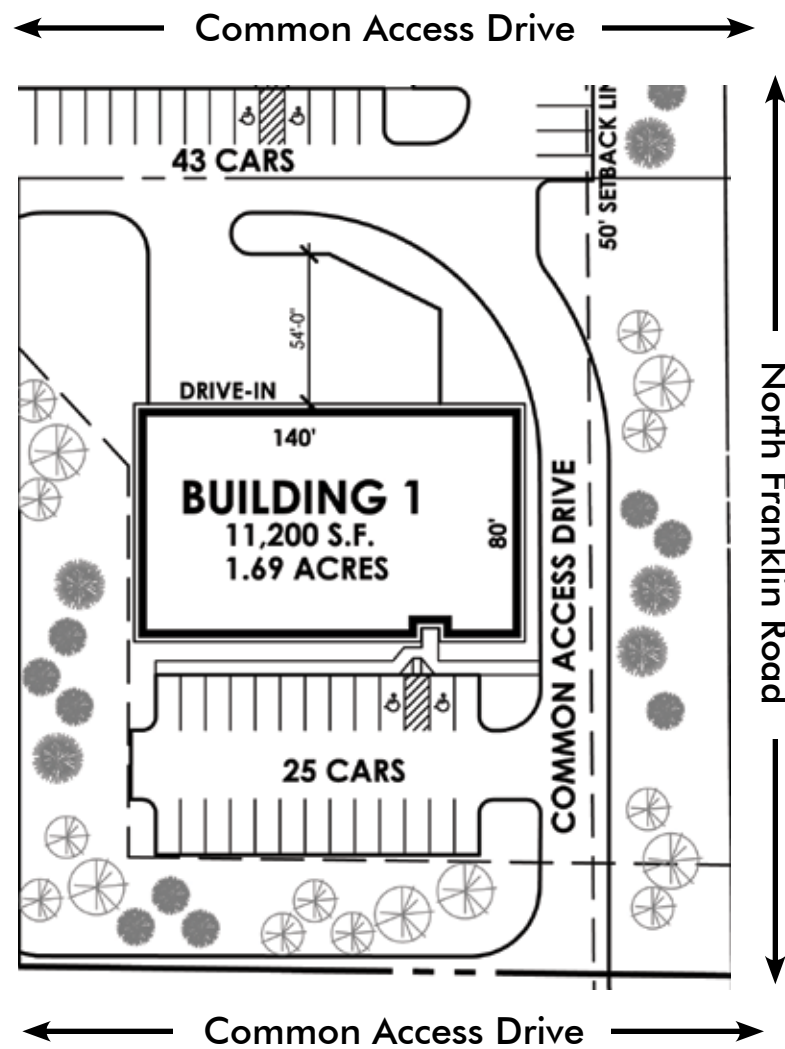 Common Access Drive
43 CARS
50' SETBACK LIN
54'-0"
DRIVE-IN
140'
BUILDING 1
11,200 S.F.
1.69 ACRES
80'
COMMON ACCESS DRIVE
North Franklin Road
25 CARS
Common Access Drive